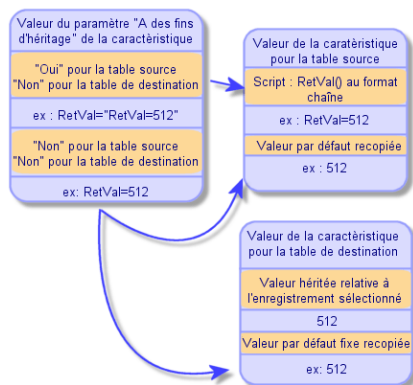 Valeur du paramètre "A des fins
d'héritage" de la caractèristique
"Oui" pour la table source
"Non" pour la table de destination
ex : RetVal="RetVal=512"
"Non" pour la table source
"Non" pour la table de destination
ex: RetVal=512
Valeur de la caratèristique
pour la table source
Script : RetVal() au format
chaîne
ex : RetVal=512
Valeur par défaut recopiée
ex : 512
Valeur de la caractèristique
pour la table de destination
Valeur héritée relative à
l'enregistrement sélectionné
512
Valeur par défaut fixe recopiée
ex: 512